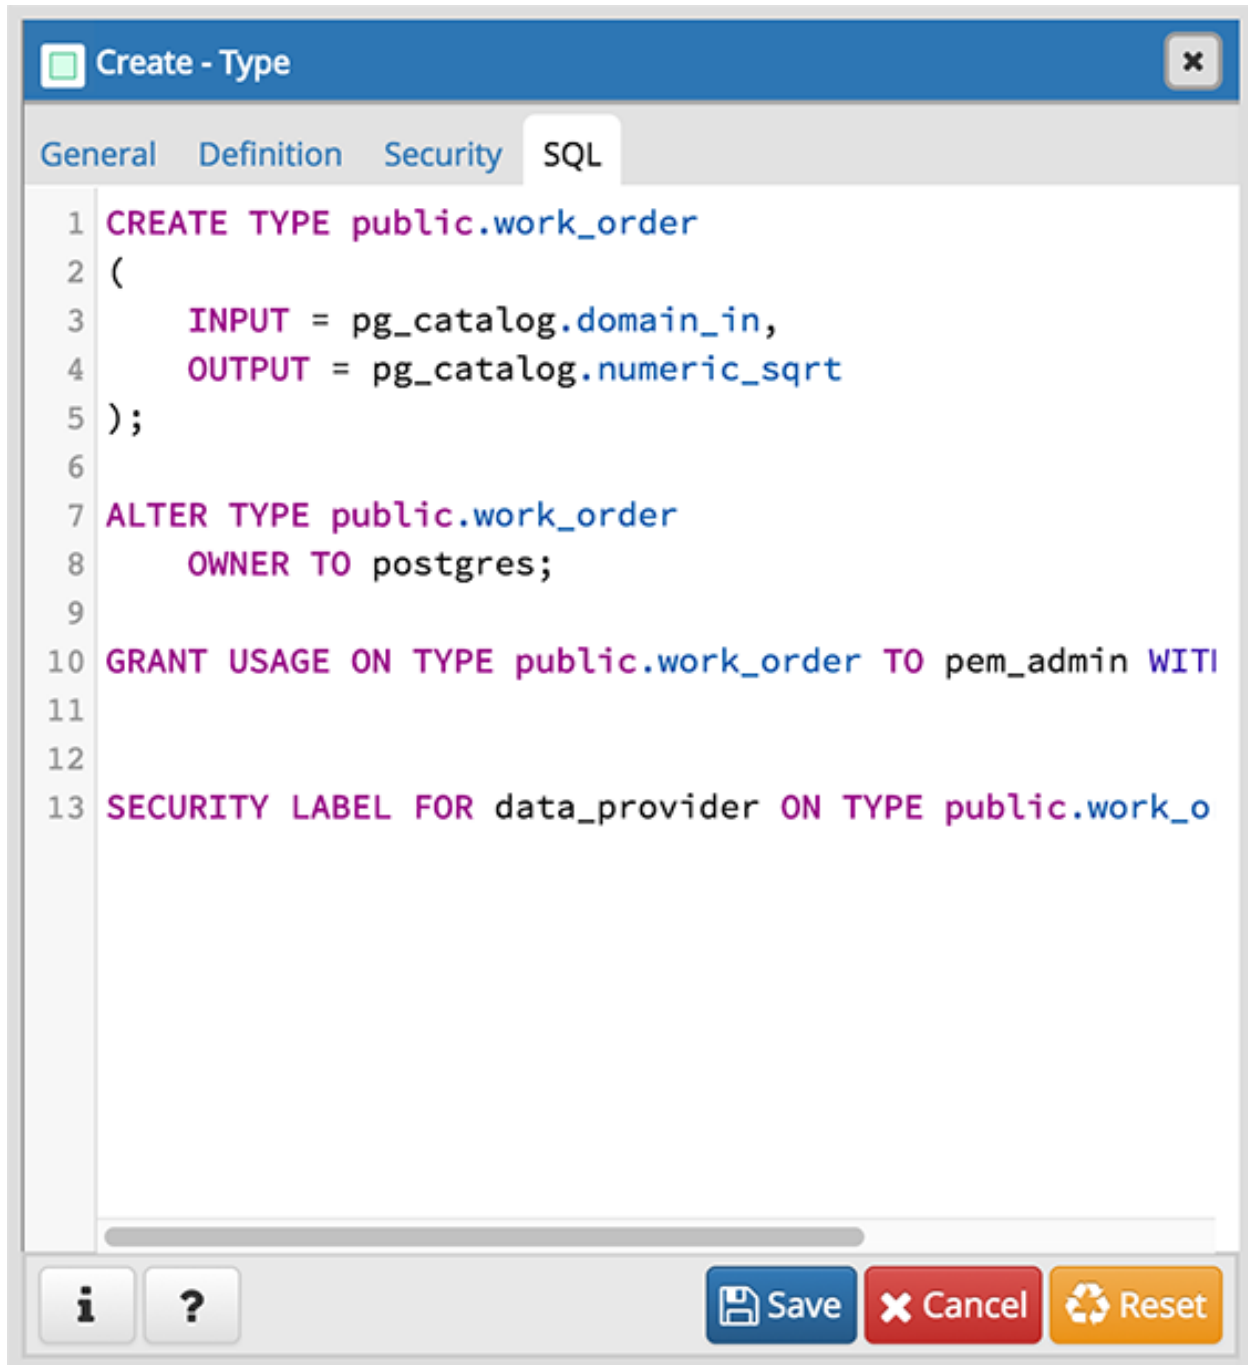 Create - Type
General Definition Security SQL
1 CREATE TYPE public.work_order
2 (
3 INPUT = pg_catalog.domain_in,
4 OUTPUT = pg_catalog.numeric_sqrt
5 );
6
7 ALTER TYPE public.work_order
8 OWNER TO postgres;
9
10 GRANT USAGE ON TYPE public.work_order TO pem_admin
11
12
13 SECURITY LABEL FOR data_provider ON TYPE public.work_o
i ? Save Cancel Reset